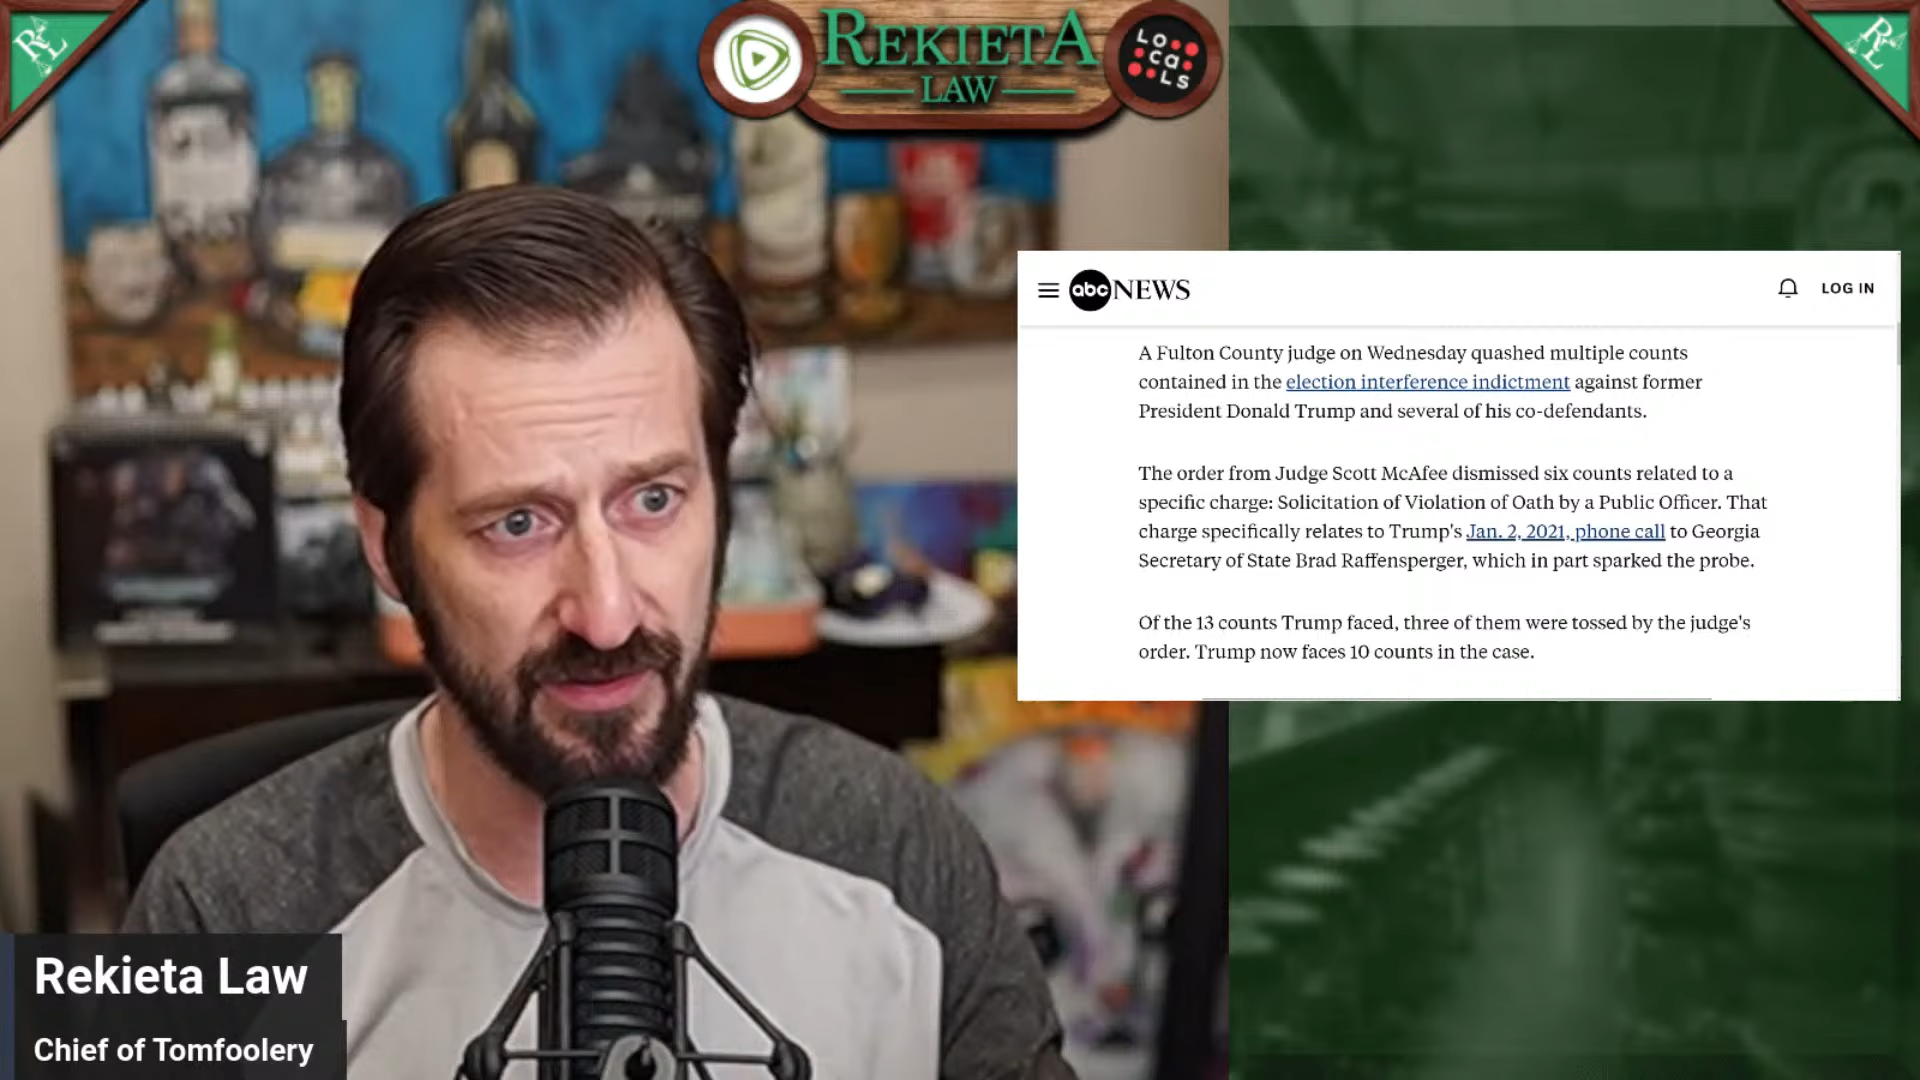 RL
REKIETA
LAW
LOcaLS
RL
abc NEWS
LOG IN
A Fulton County judge on Wednesday quashed multiple counts
contained in the election interference indictment against former
President Donald Trump and several of his co-defendants.
The order from Judge Scott McAfee dismissed six counts related to a
specific charge: Solicitation of Violation of Oath by a Public Officer. That
charge specifically relates to Trump's Jan. 2, 2021, phone call to Georgia
Secretary of State Brad Raffensperger, which in part sparked the probe.
Of the 13 counts Trump faced, three of them were tossed by the judge's
order. Trump now faces 10 counts in the case.
Rekieta Law
Chief of Tomfoolery